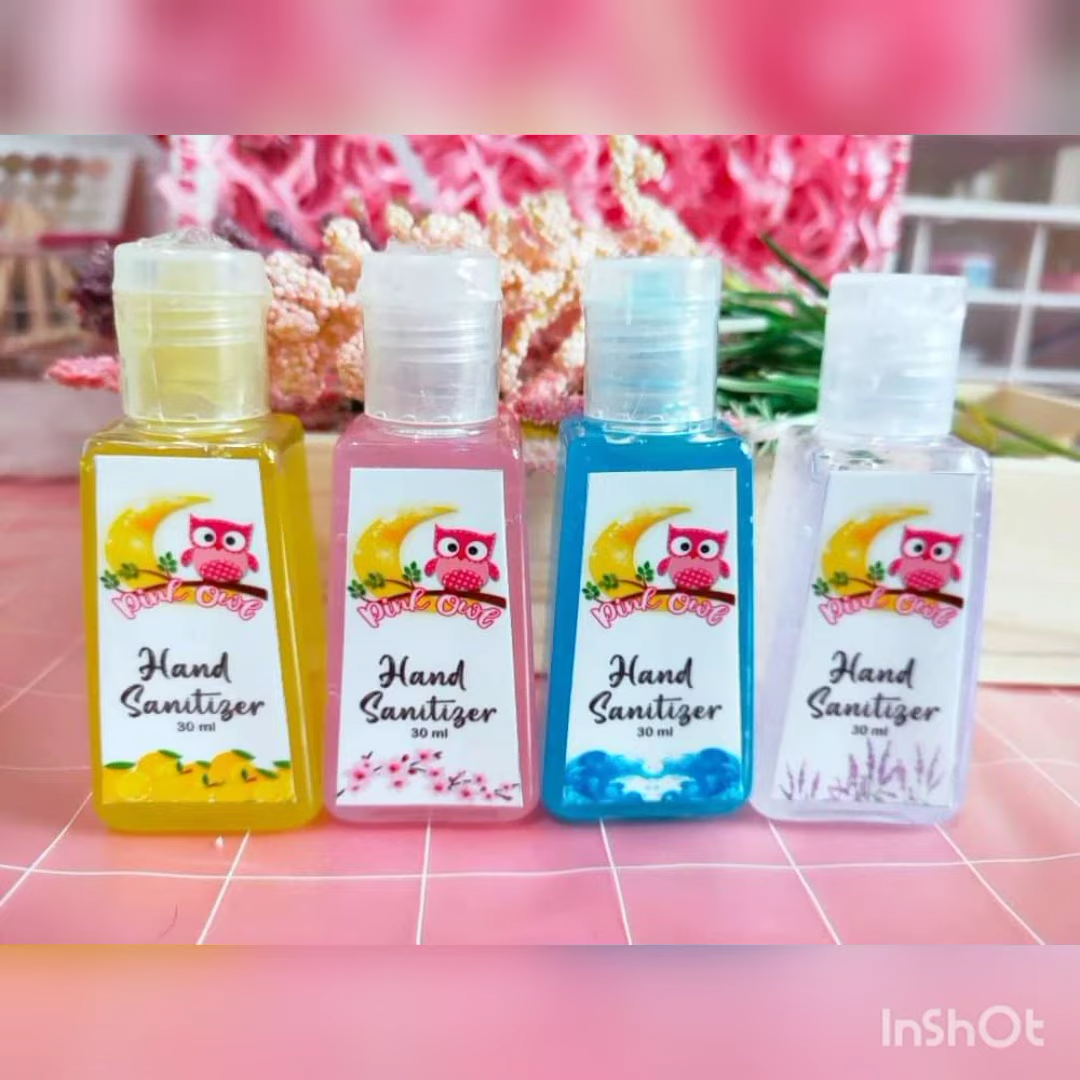 Pink Owl
Hand
Sanitizer
30 ml
Pink Owl
Hand
Sanitizer
30 ml
Pink Owl
Hand
Sanitizer
30 ml
Pink Owl
Hand
Sanitizer
30 ml
InShOt